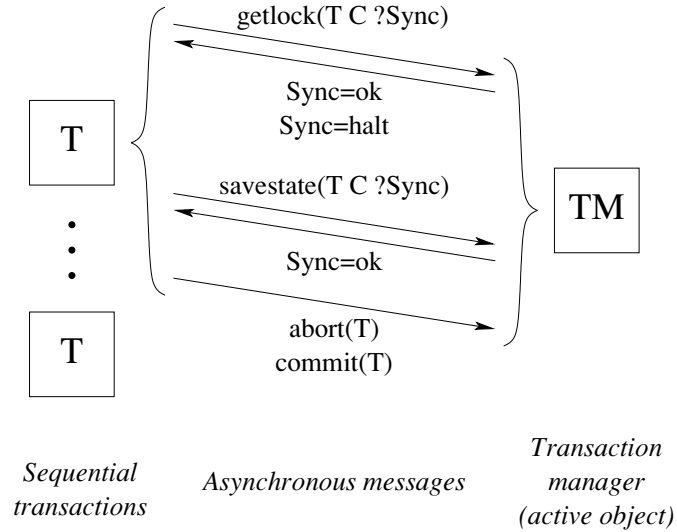 getlock(T C ?Sync)
Sync=ok
Sync=halt
T
savestate(T C ?Sync)
TM
Sync=ok
T
abort(T)
commit(T)
Sequential
transactions
Asynchronous messages
Transaction
manager
(active object)